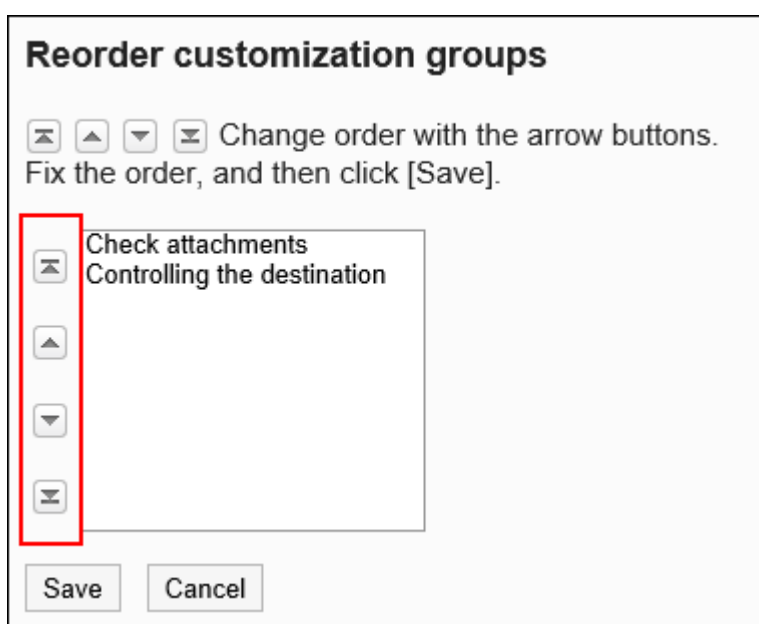 Reorder customization groups
Change order with the arrow buttons.
Fix the order, and then click [Save].
Check attachments
Controlling the destination
Save Cancel